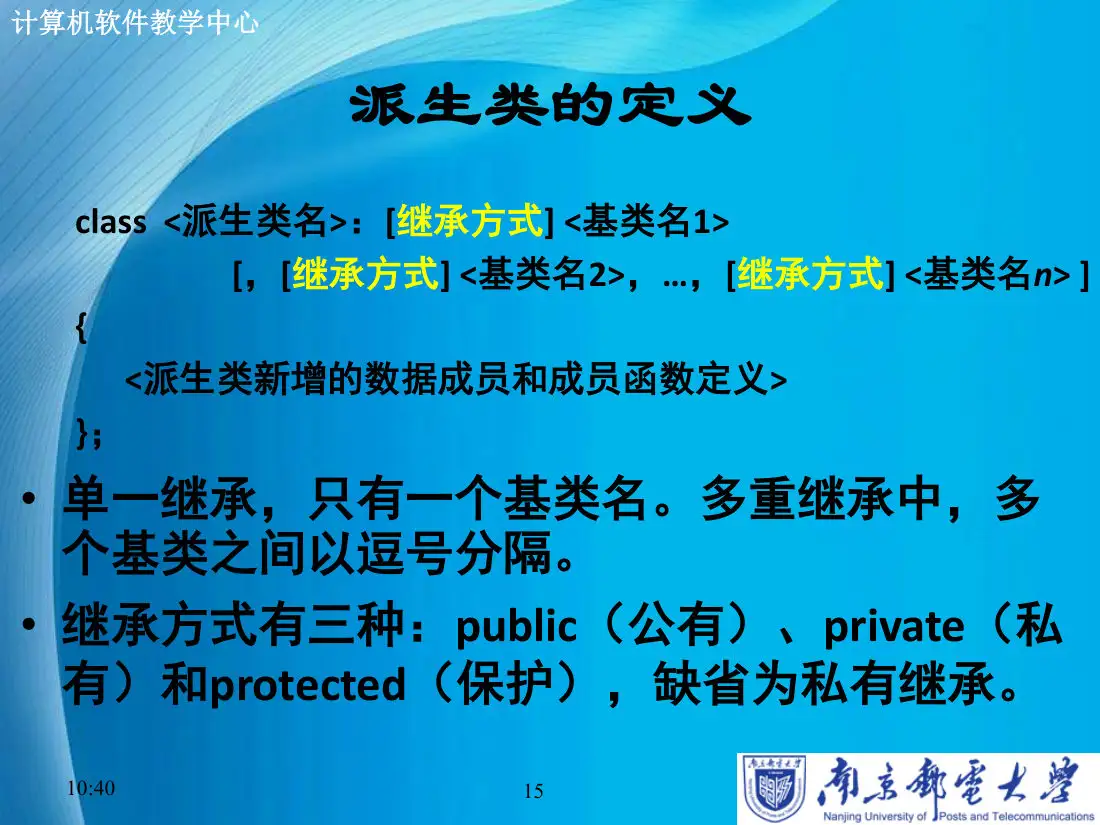 计算机软件教学中心
派生类的定义
class <派生类名>：[继承方式] <基类名1>
[，[继承方式] <基类名2>，…，[继承方式] <基类名n> ]
{
<派生类新增的数据成员和成员函数定义>
}；
• 单一继承，只有一个基类名。多重继承中，多
个基类之间以逗号分隔。
• 继承方式有三种：public（公有）、private（私
有）和protected（保护），缺省为私有继承。
10:40
15
南京邮电大学
南京郵電大學
Nanjing University of Posts and Telecommunications